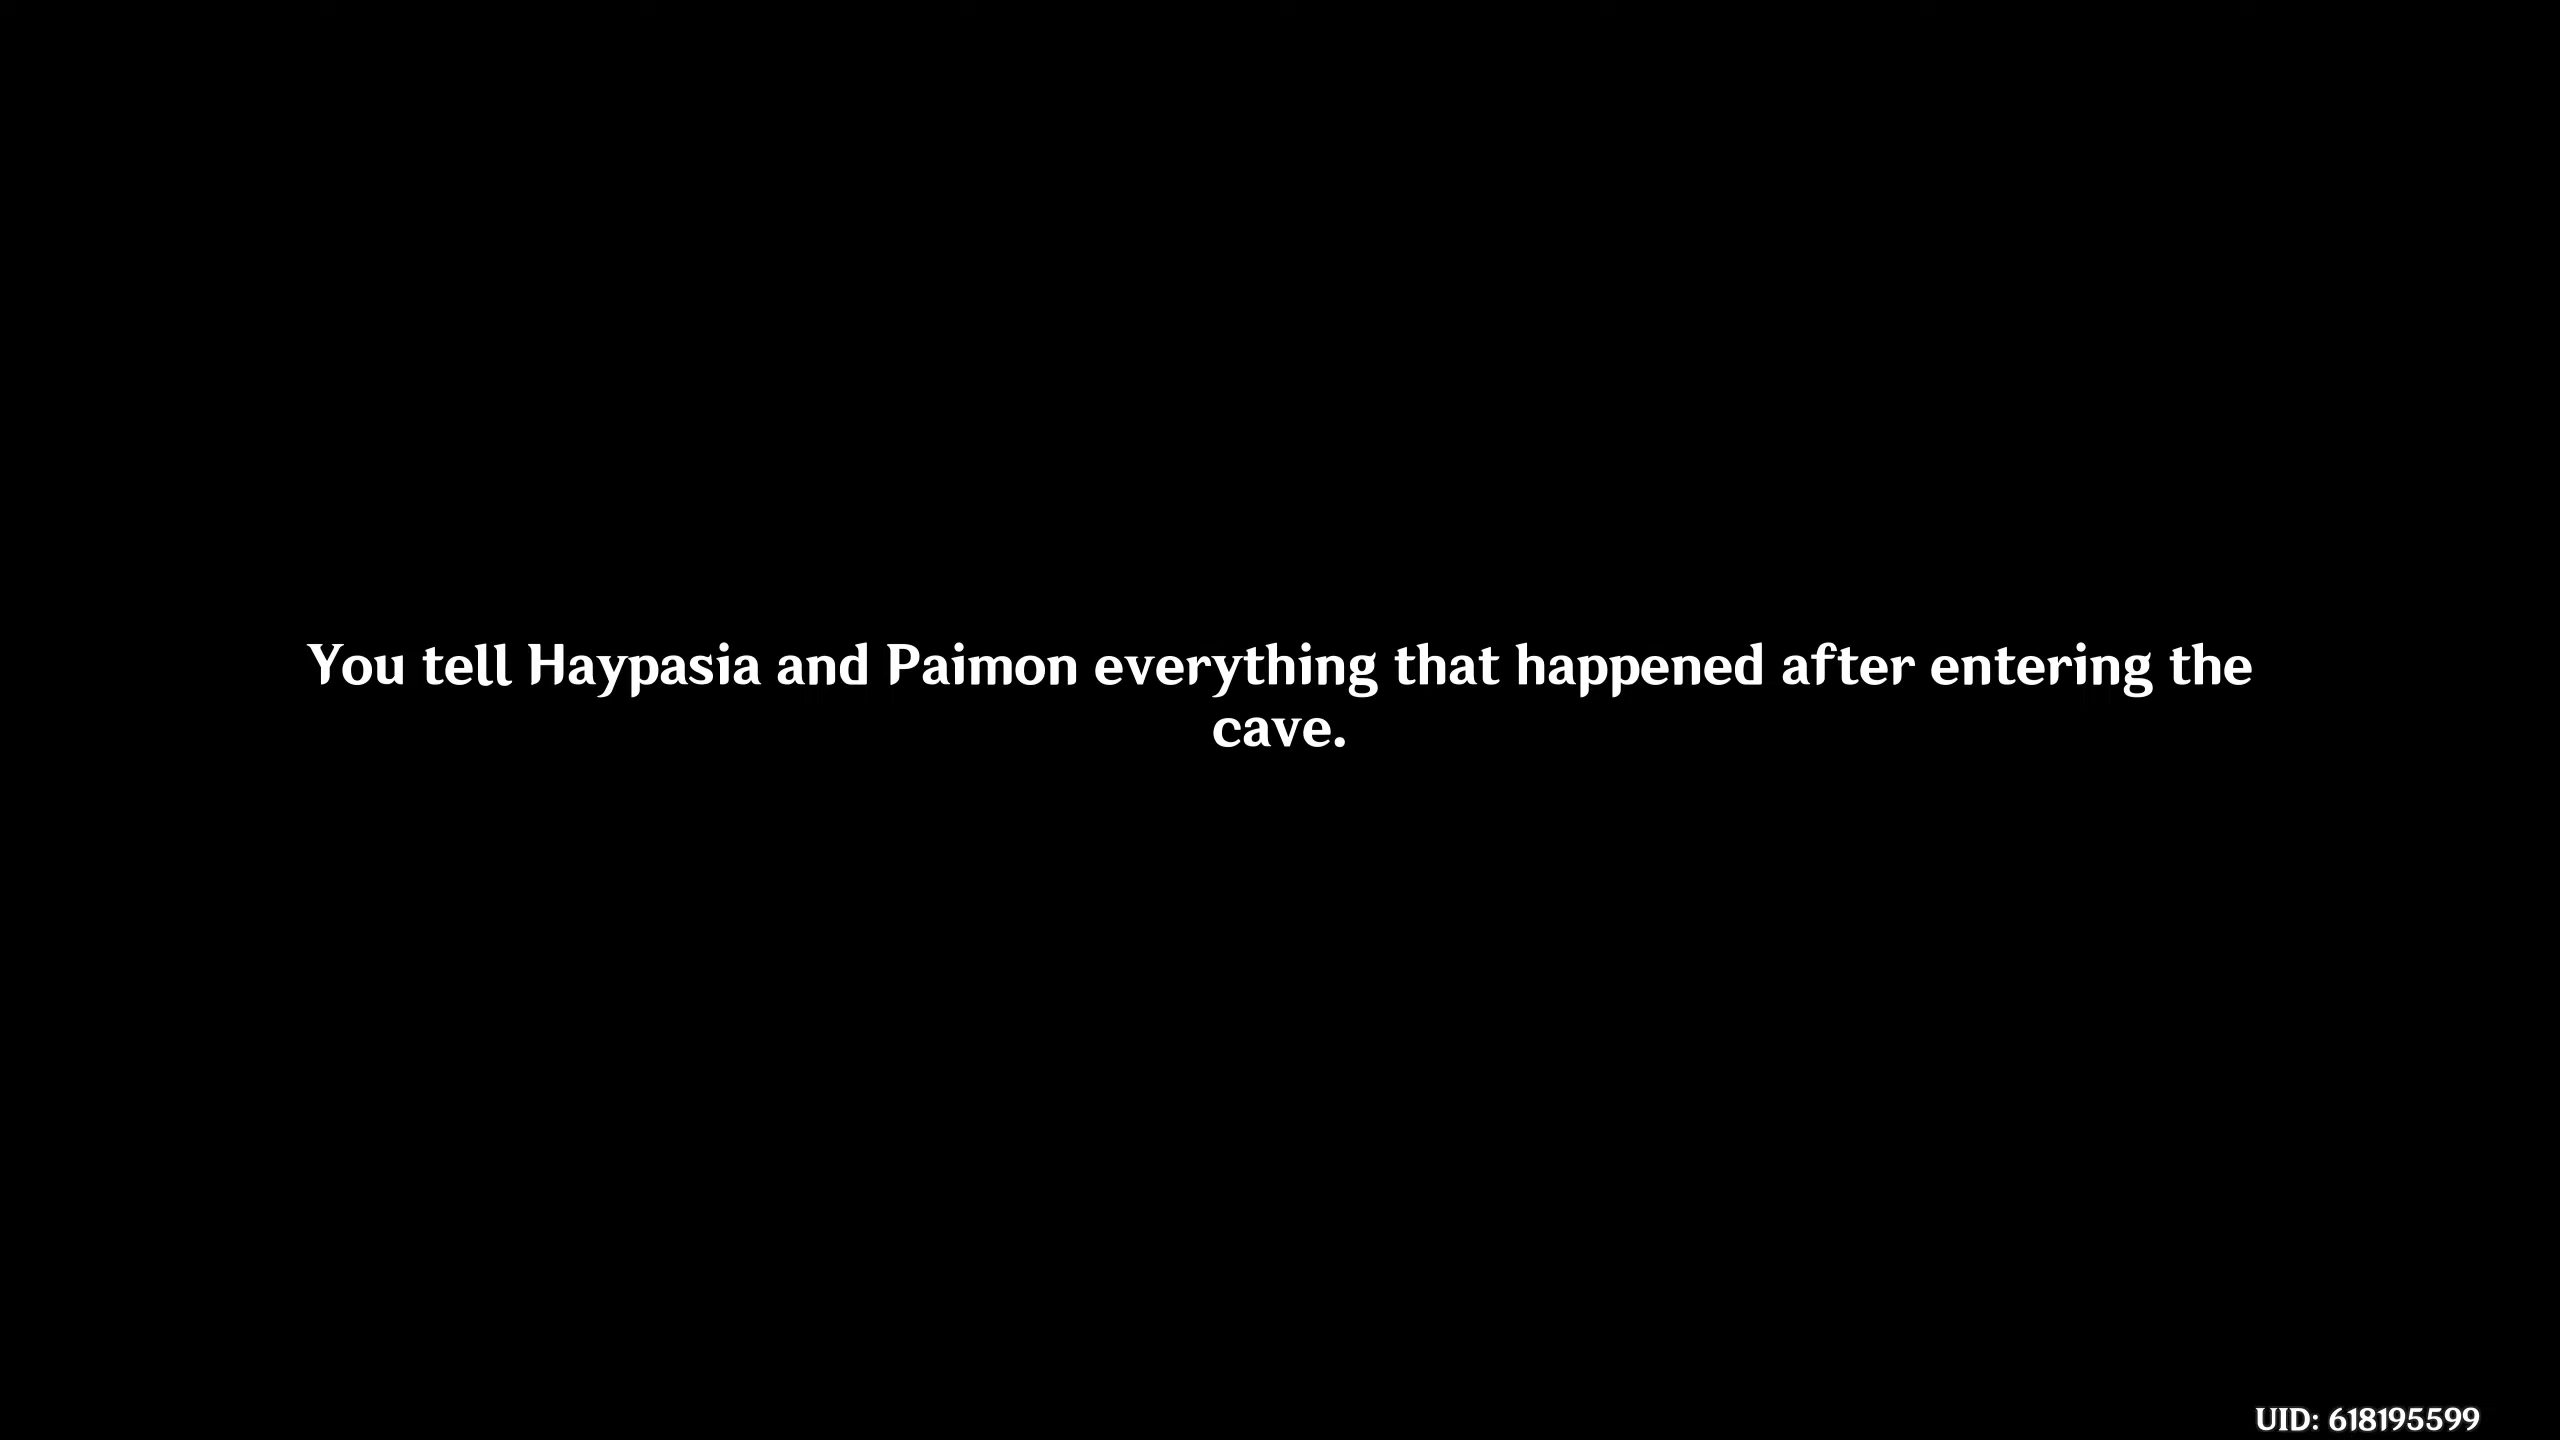 You tell Haypasia and Paimon everything that happened after entering the
cave.
UID: 618195599